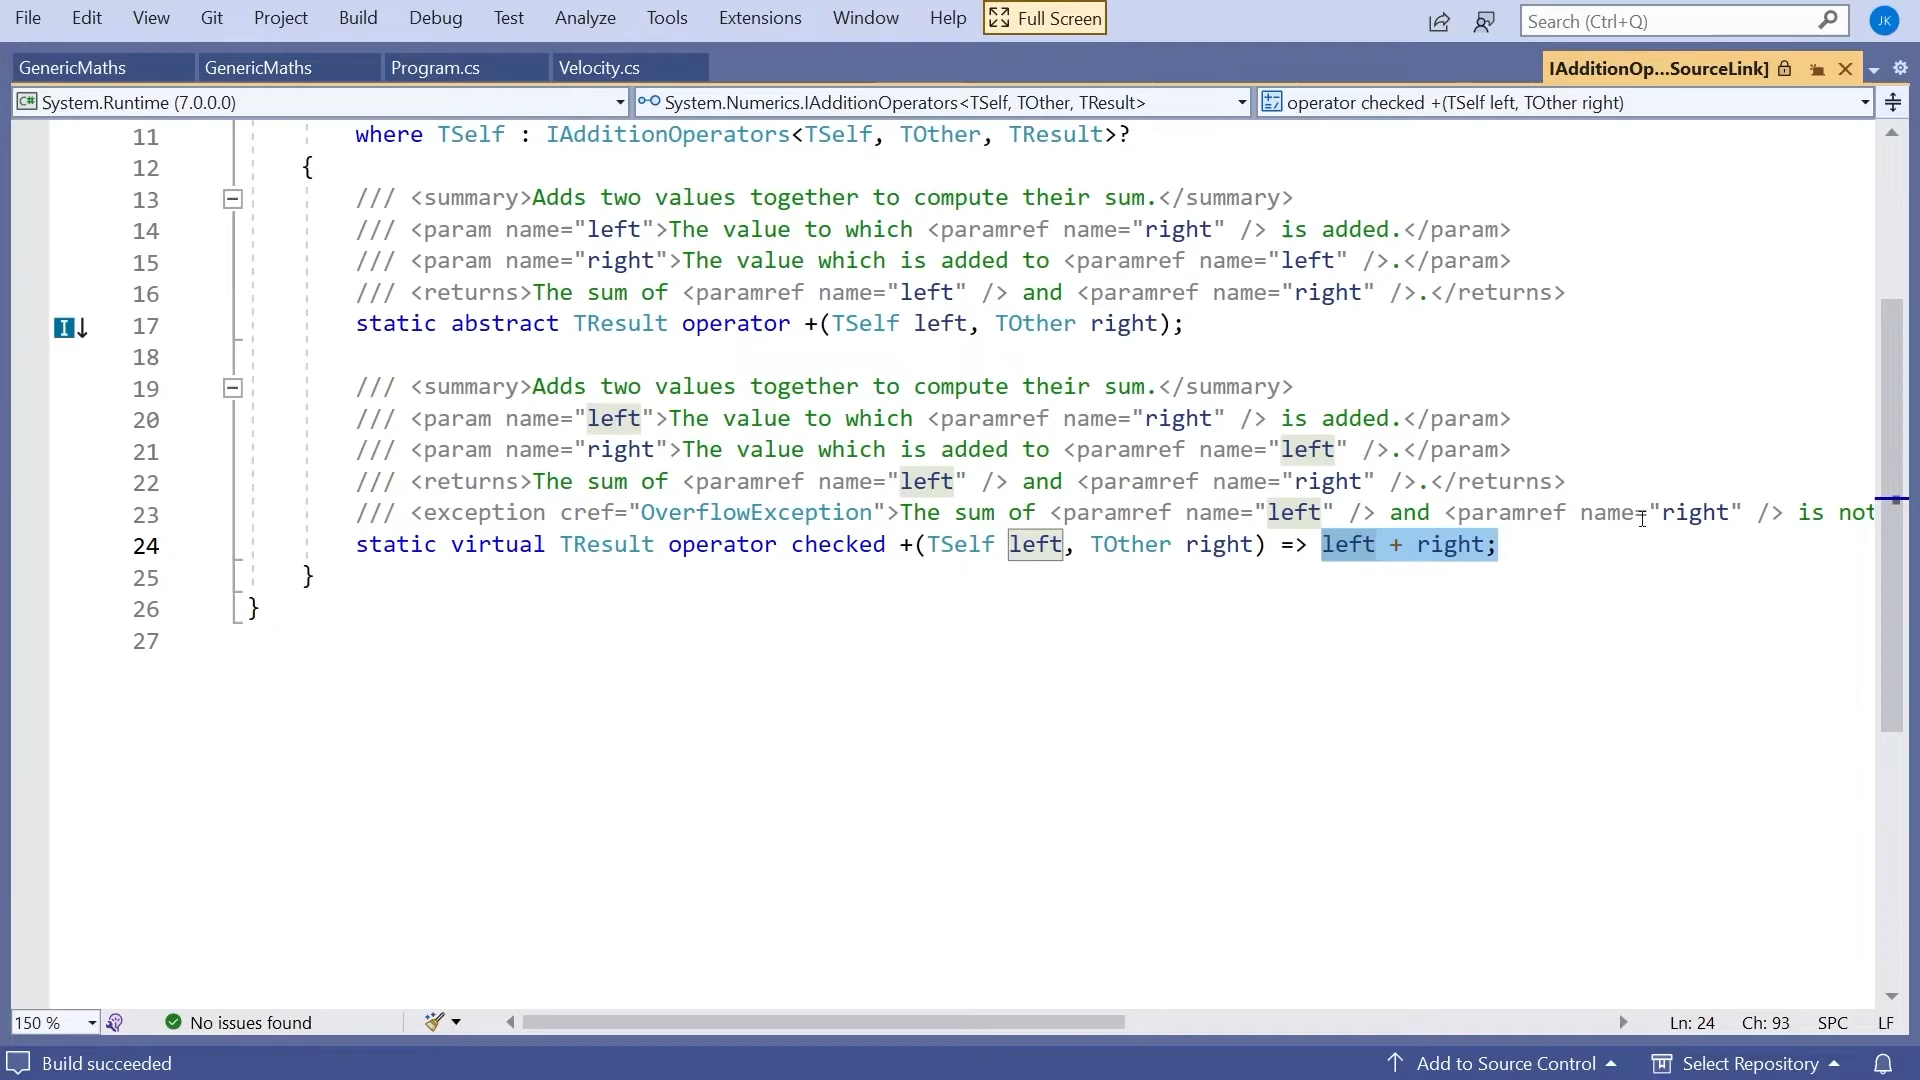 File Edit View Git Project Build Debug Test Analyze Tools Extensions Window Help Full Screen Search (Ctrl+Q) JK
GenericMaths GenericMaths Program.cs Velocity.cs IAdditionOp...SourceLink]
C# System.Runtime (7.0.0.0) System.Numerics.IAdditionOperators<TSelf, TOther, TResult> operator checked +(TSelf left, TOther right)
11 where TSelf : IAdditionOperators<TSelf, TOther, TResult>?
12 {
13 /// <summary>Adds two values together to compute their sum.</summary>
14 /// <param name="left">The value to which <paramref name="right" /> is added.</param>
15 /// <param name="right">The value which is added to <paramref name="left" />.</param>
16 /// <returns>The sum of <paramref name="left" /> and <paramref name="right" />.</returns>
17 static abstract TResult operator +(TSelf left, TOther right);
18
19 /// <summary>Adds two values together to compute their sum.</summary>
20 /// <param name="left">The value to which <paramref name="right" /> is added.</param>
21 /// <param name="right">The value which is added to <paramref name="left" />.</param>
22 /// <returns>The sum of <paramref name="left" /> and <paramref name="right" />.</returns>
23 /// <exception cref="OverflowException">The sum of <paramref name="left" /> and <paramref name="right" /> is not
24 static virtual TResult operator checked +(TSelf left, TOther right) => left + right;
25 }
26 }
27
150 % No issues found Ln: 24 Ch: 93 SPC LF
Build succeeded Add to Source Control Select Repository